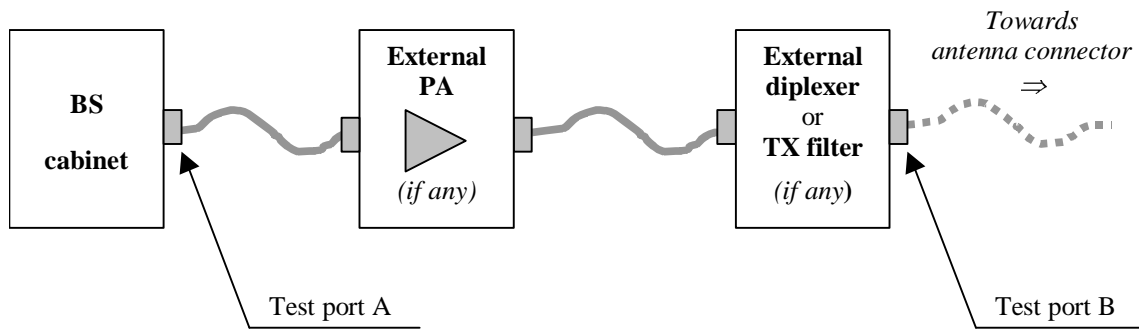 BS
cabinet
External
PA
(if any)
External
diplexer
or
TX filter
(if any)
Towards
antenna connector
⇒
Test port A
Test port B